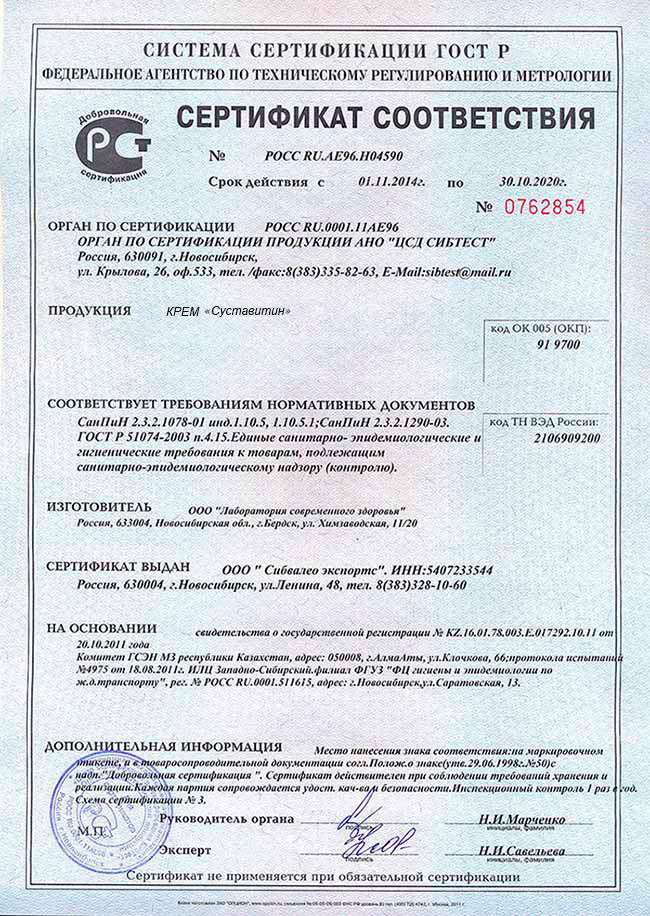 СИСТЕМА СЕРТИФИКАЦИИ ГОСТ Р
ФЕДЕРАЛЬНОЕ АГЕНТСТВО ПО ТЕХНИЧЕСКОМУ РЕГУЛИРОВАНИЮ И МЕТРОЛОГИИ
Добровольная
сертификация
СЕРТИФИКАТ СООТВЕТСТВИЯ
№ РОСС RU.АЕ96.Н04590
Срок действия с 01.11.2014г. по 30.10.2020г.
№ 0762854
ОРГАН ПО СЕРТИФИКАЦИИ РОСС RU.0001.11АЕ96
ОРГАН ПО СЕРТИФИКАЦИИ ПРОДУКЦИИ АНО "ЦСД СИБТЕСТ"
Россия, 630091, г.Новосибирск,
ул. Крылова, 26, оф.533, тел. /факс:8(383)335-82-63, E-Mail:sibtest@mail.ru
ПРОДУКЦИЯ КРЕМ «Суставитин»
код ОК 005 (ОКП):
91 9700
СООТВЕТСТВУЕТ ТРЕБОВАНИЯМ НОРМАТИВНЫХ ДОКУМЕНТОВ
СанПиН 2.3.2.1078-01 инд.1.10.5, 1.10.5.1;СанПиН 2.3.2.1290-03.
ГОСТ Р 51074-2003 п.4.15.Единые санитарно- эпидемиологические и
гигиенические требования к товарам, подлежащим
санитарно-эпидемиологическому надзору (контролю).
код ТН ВЭД России:
2106909200
ИЗГОТОВИТЕЛЬ ООО "Лаборатория современного здоровья"
Россия, 633004, Новосибирская обл., г.Бердск, ул. Химзаводская, 11/20
СЕРТИФИКАТ ВЫДАН ООО " Сибвалео экспортс". ИНН:5407233544
Россия, 630004, г.Новосибирск, ул.Ленина, 48, тел. 8(383)328-10-60
НА ОСНОВАНИИ свидетельства о государственной регистрации № KZ.16.01.78.003.Е.017292.10.11 от
20.10.2011 года
Комитет ГСЭН МЗ республики Казахстан, адрес: 050008, г.АлмаАты, ул.Клочкова, 66;протокола испытаний
№4975 от 18.08.2011г. ИЛЦ Западно-Сибирский.филиал ФГУЗ "ФЦ гигиены и эпидемиологии по
ж.д.транспорту", рег. № РОСС RU.0001.511615, адрес: г.Новосибирск,ул.Саратовская, 13.
ДОПОЛНИТЕЛЬНАЯ ИНФОРМАЦИЯ Место нанесения знака соответствия:на маркировочном
этикете, и в товаросопроводительной документации согл.Полож.о знаке(утв.29.06.1998г.№50)с
надп."Добровольная сертификация ". Сертификат действителен при соблюдении требований хранения и
реализации.Каждая партия сопровождается удост. кач-ва и безопасности.Инспекционный контроль 1 раз в год.
Схема сертификации № 3.
М.П.
Руководитель органа Н.И.Марченко
подпись инициалы, фамилия
Эксперт Н.И.Савельева
подпись инициалы, фамилия
Сертификат не применяется при обязательной сертификации